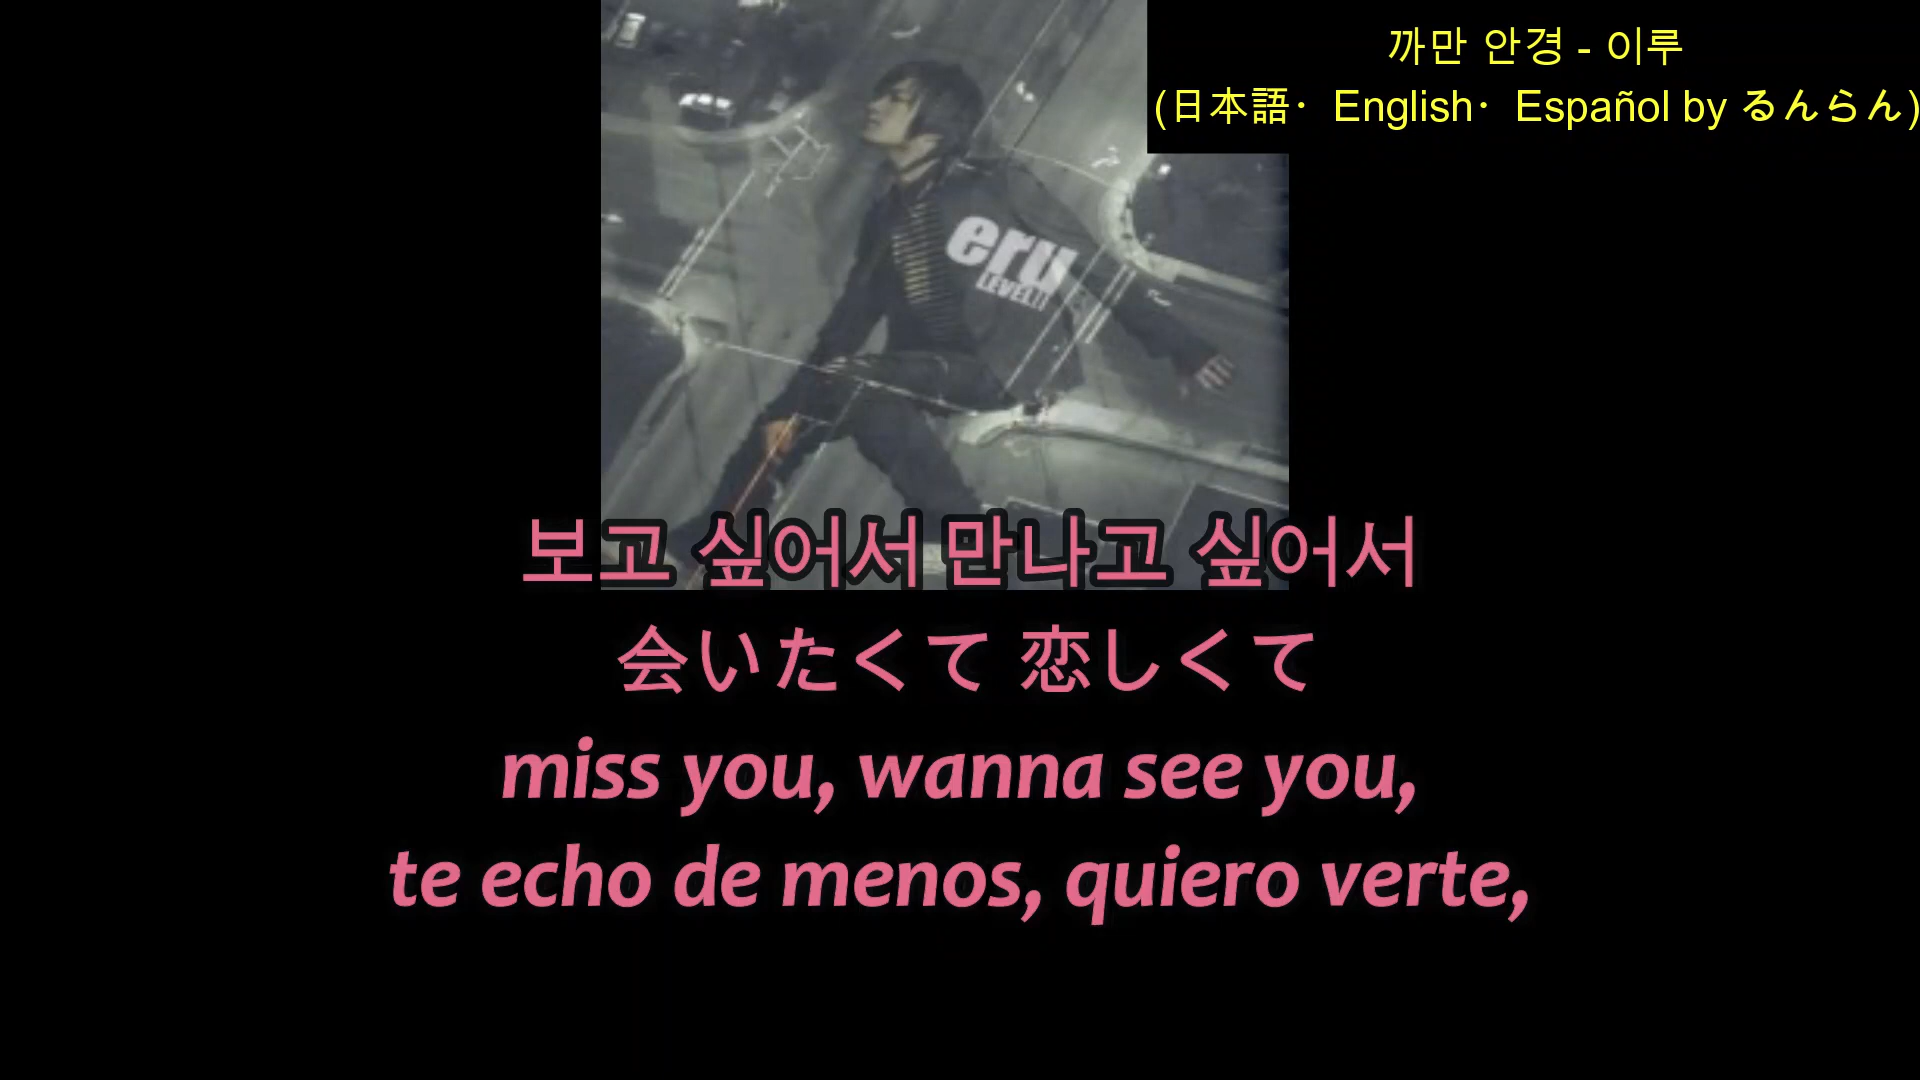 까만 안경 - 이루
(日本語・English・Español by るんらん)
eru
LEVEL II
보고 싶어서 만나고 싶어서
会いたくて 恋しくて
miss you, wanna see you,
te echo de menos, quiero verte,